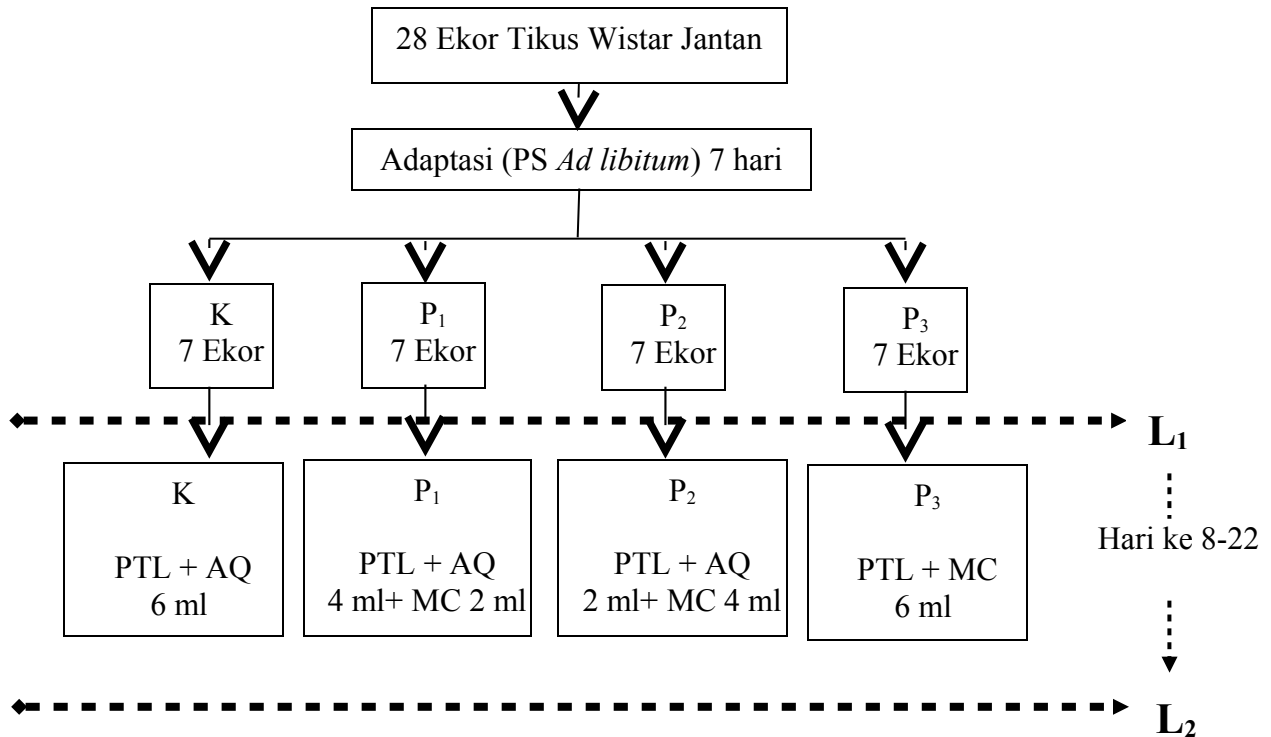 28 Ekor Tikus Wistar Jantan
Adaptasi (PS Ad libitum) 7 hari
K
7 Ekor
P₁
7 Ekor
P₂
7 Ekor
P₃
7 Ekor
L₁
K
PTL + AQ
6 ml
P₁
PTL + AQ
4 ml+ MC 2 ml
P₂
PTL + AQ
2 ml+ MC 4 ml
P₃
PTL + MC
6 ml
Hari ke 8-22
L₂